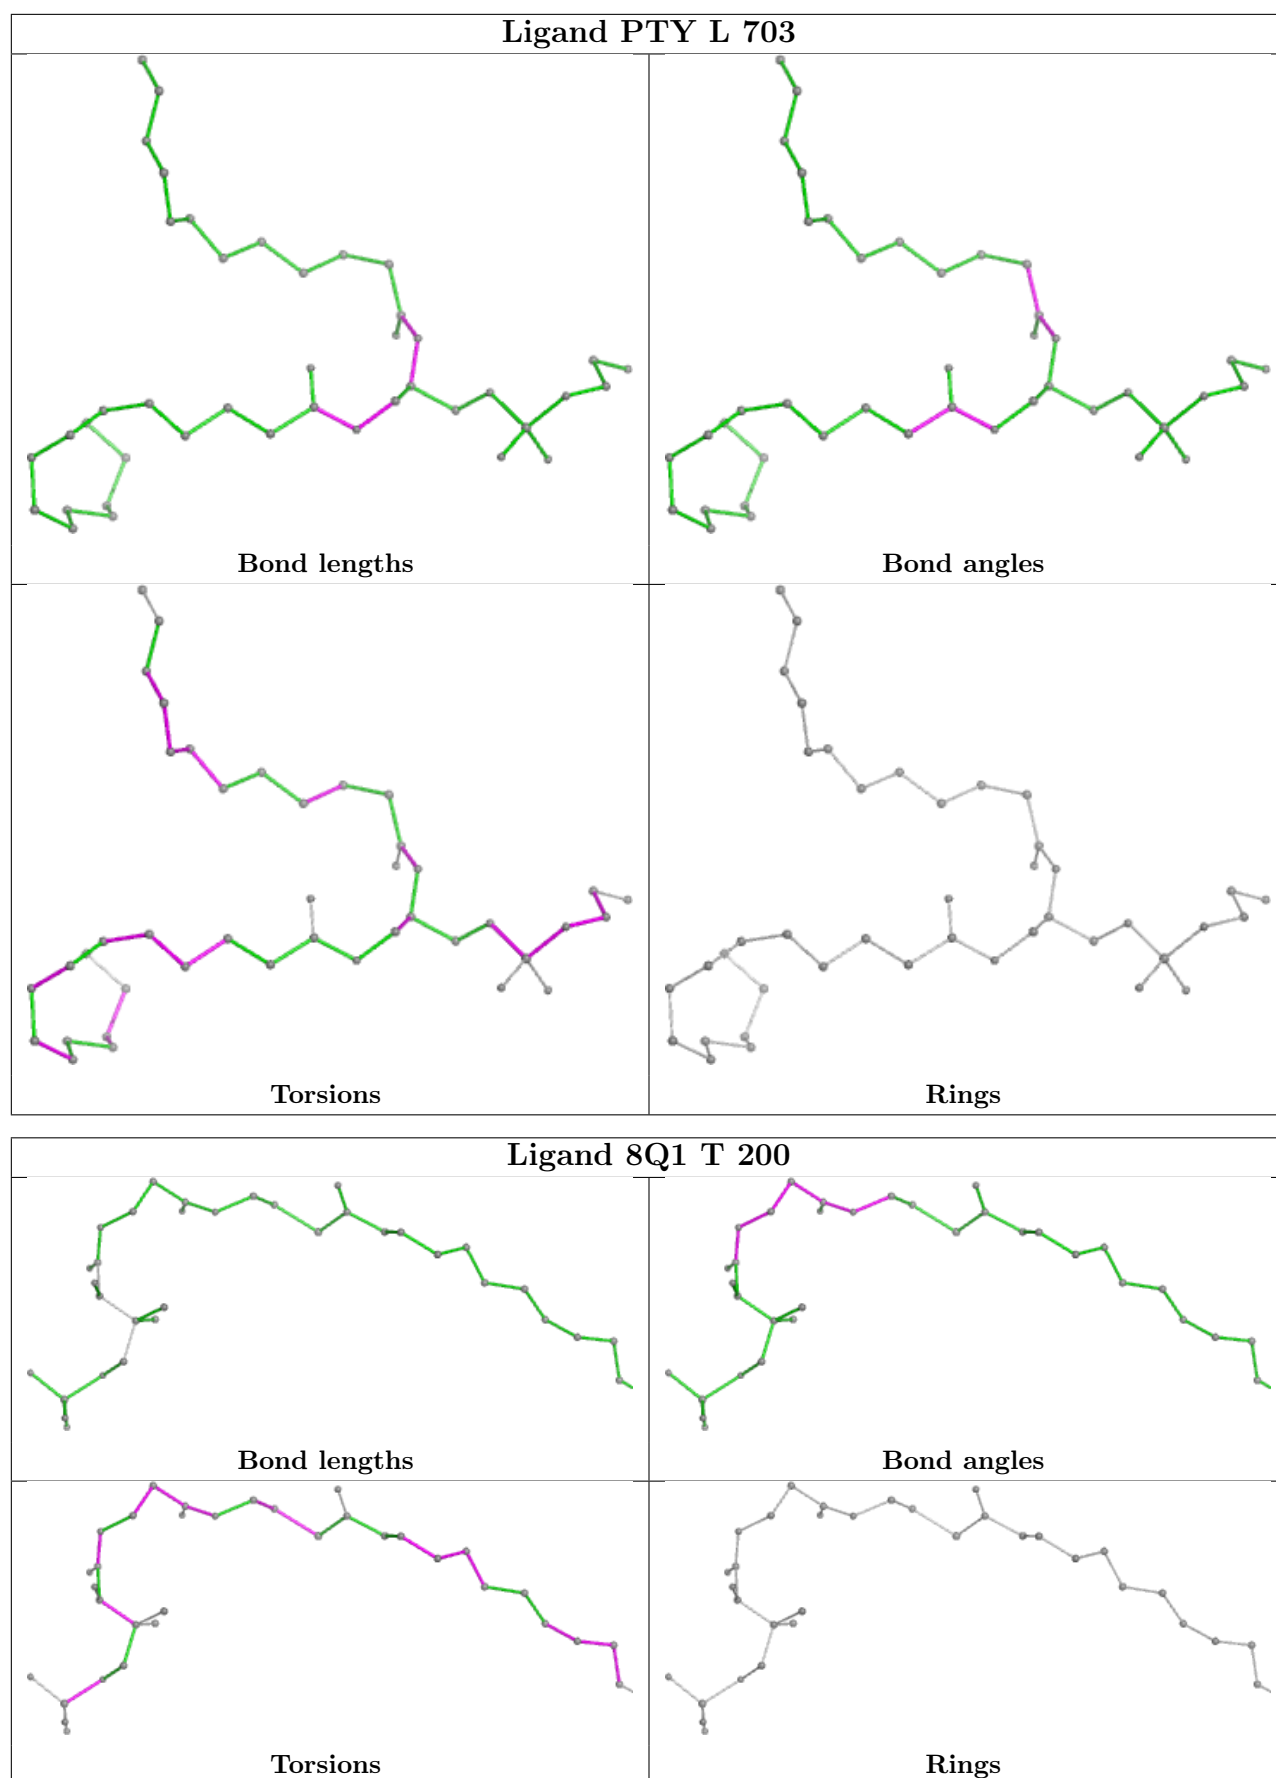 Ligand PTY L 703
Bond lengths
Bond angles
Torsions
Rings
Ligand 8Q1 T 200
Bond lengths
Bond angles
Torsions
Rings